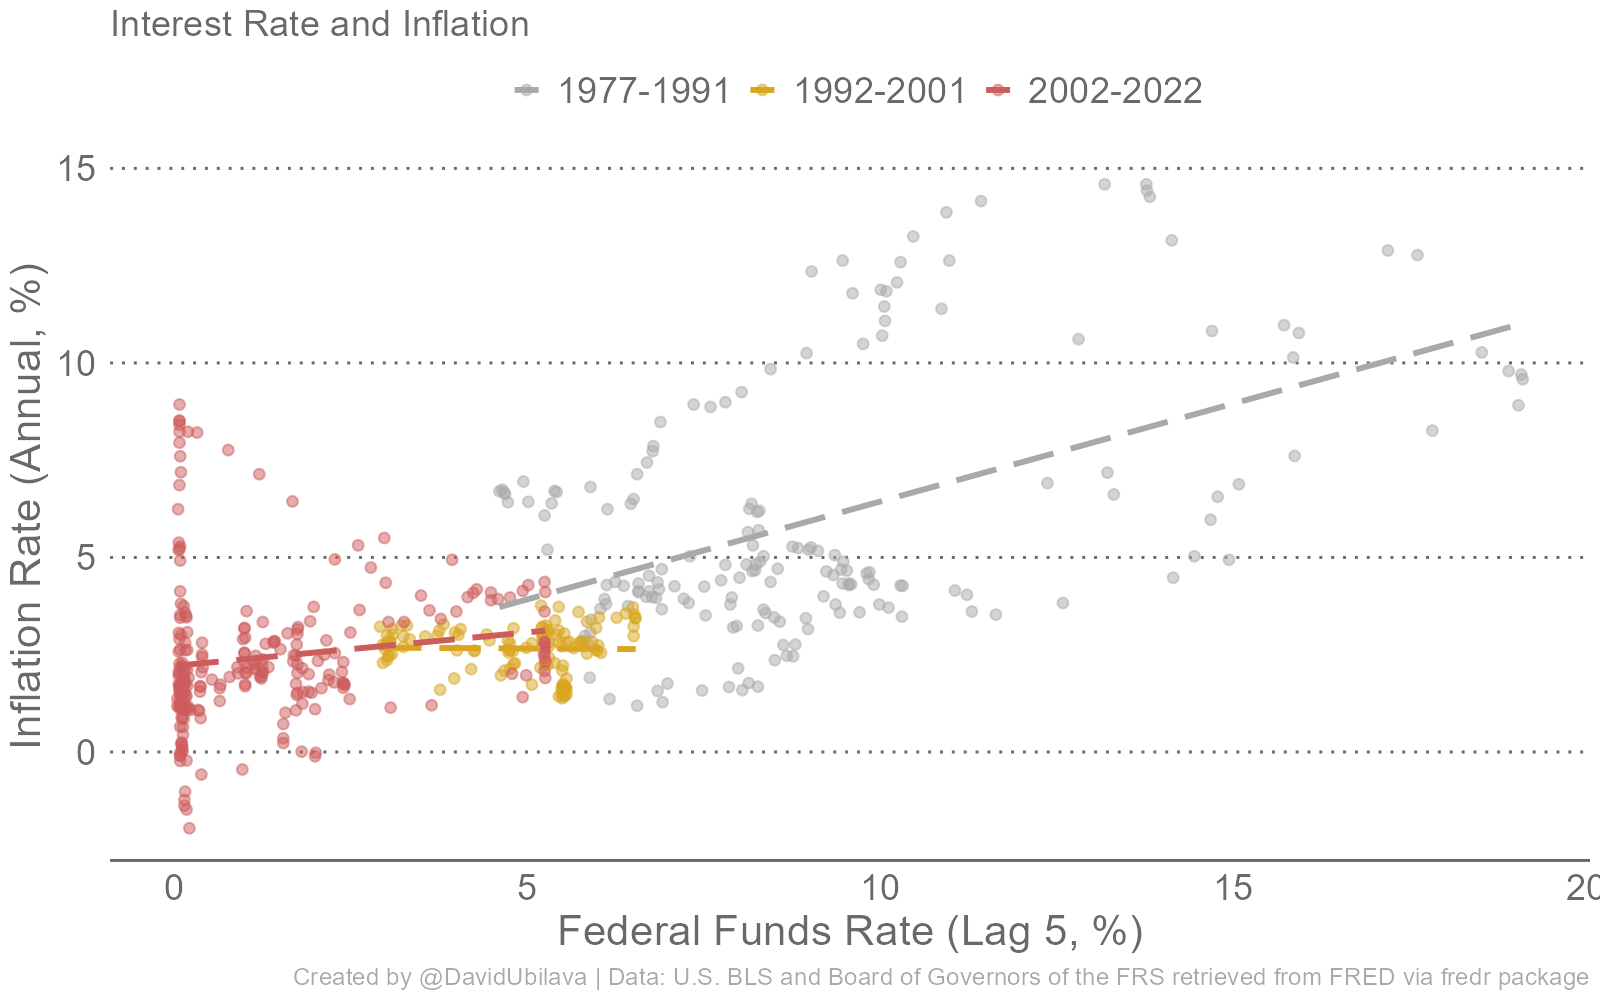 Interest Rate and Inflation
1977-1991 1992-2001 2002-2022
Inflation Rate (Annual, %)
15
10
5
0
0 5 10 15 20
Federal Funds Rate (Lag 5, %)
Created by @DavidUbilava | Data: U.S. BLS and Board of Governors of the FRS retrieved from FRED via fredr package